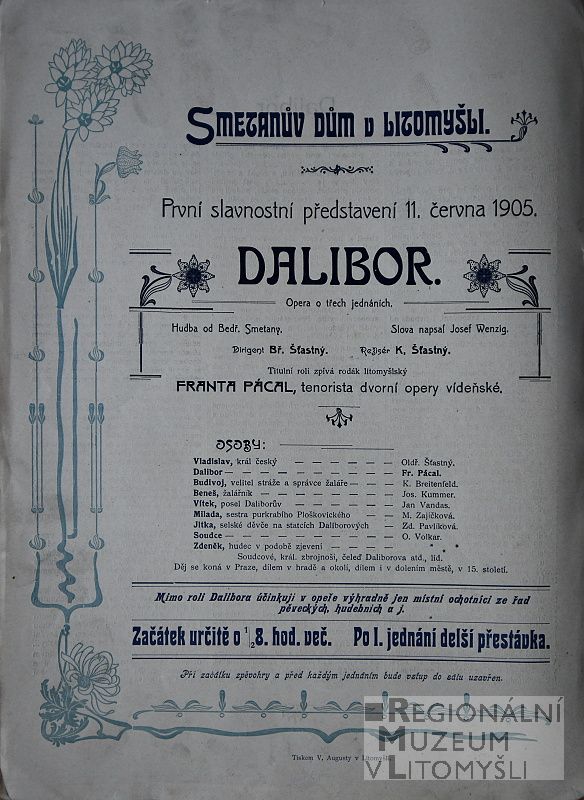 Smetanův dům v Litomyšli.
První slavnostní představení 11. června 1905.
DALIBOR.
Opera o třech jednáních.
Hudba od Bedř. Smetany. Slova napsal Josef Wenzig.
Dirigent Bř. Šťastný. Režisér K. Šťastný.
Titulní roli zpívá rodák litomyšlský
FRANTA PÁCAL, tenorista dvorní opery vídeňské.
OSOBY:
Vladislav, král český — — — — — Oldř. Šťastný.
Dalibor — — — — — — — — Fr. Pácal.
Budivoj, velitel stráže a správce žaláře — — — K. Breitenfeld.
Beneš, žalářník — — — — — — Jos. Kummer.
Vítek, posel Daliborův — — — — — Jan Vandas.
Milada, sestra purkrabího Ploškovického — — — M. Zajíčková.
Jitka, selské děvče na statcích Daliborových — — Zd. Pavlíková.
Soudce — — — — — — — — O. Volkar.
Zdeněk, hudec v podobě zjevení — — — — * *
Soudcové, král. zbrojnoši, čeleď Daliborova atd., lid. *
Děj se koná v Praze, dílem v hradě a okolí, dílem i v dolením městě, v 15. století.
Mimo roli Dalibora účinkují v opeře výhradně jen místní ochotníci ze řad
pěveckých, hudebních a j.
Začátek určitě o ½8. hod. več. Po I. jednání delší přestávka.
Při začátku zpěvohry a před každým jednáním bude vstup do sálu uzavřen.
Tiskem V. Augusty v Litomyšli.
REGIONÁLNÍ
MUZEUM
V LITOMYŠLI